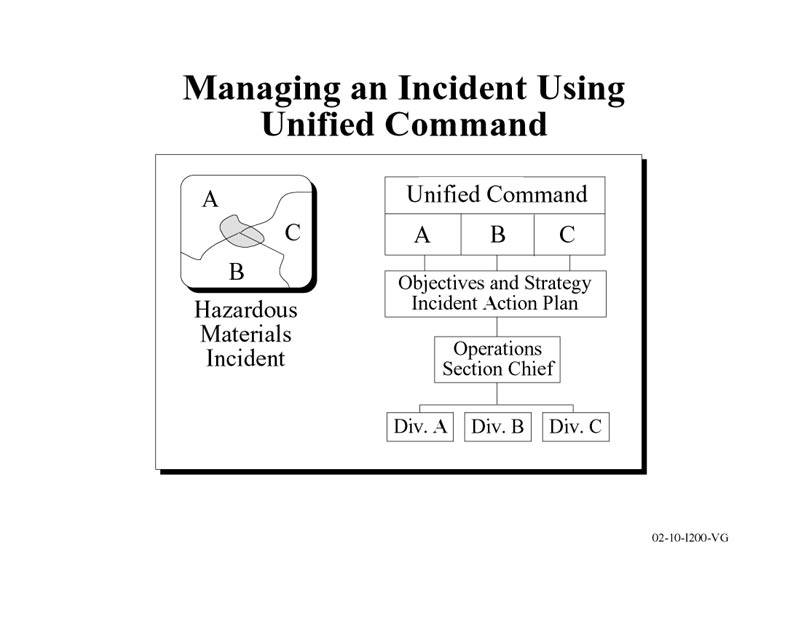 Managing an Incident Using
Unified Command
A
C
B
Hazardous
Materials
Incident
Unified Command
A B C
Objectives and Strategy
Incident Action Plan
Operations
Section Chief
Div. A Div. B Div. C
02-10-I200-VG